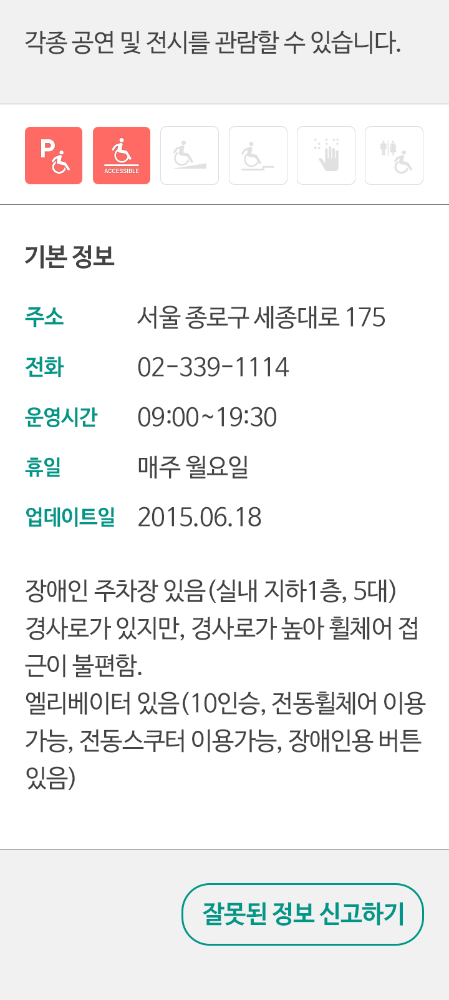 각종 공연 및 전시를 관람할 수 있습니다.
P
ACCESSIBLE
기본 정보
주소 서울 종로구 세종대로 175
전화 02-339-1114
운영시간 09:00~19:30
휴일 매주 월요일
업데이트일 2015.06.18
장애인 주차장 있음(실내 지하1층, 5대)
경사로가 있지만, 경사로가 높아 휠체어 접
근이 불편함.
엘리베이터 있음(10인승, 전동휠체어 이용
가능, 전동스쿠터 이용가능, 장애인용 버튼
있음)
잘못된 정보 신고하기